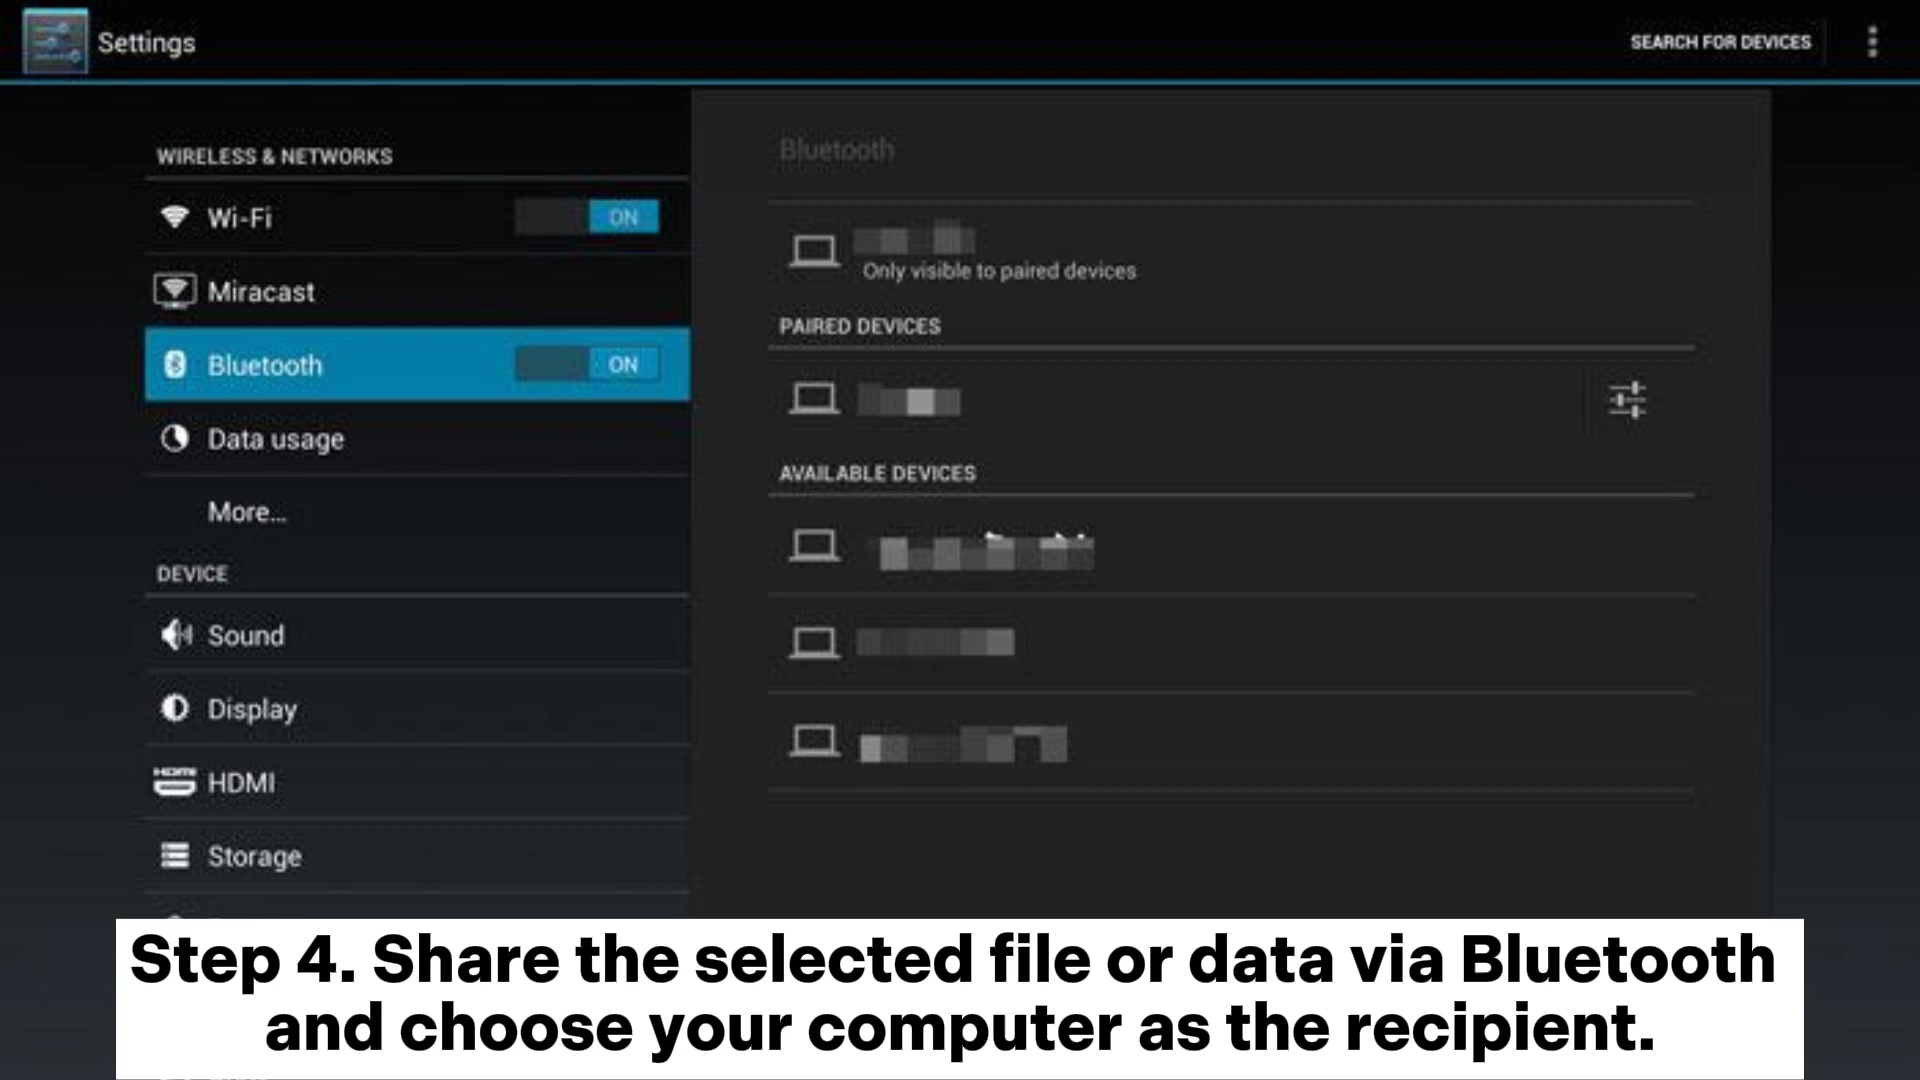 Settings
SEARCH FOR DEVICES
WIRELESS & NETWORKS
Wi-Fi
ON
Miracast
Bluetooth
ON
Data usage
More...
DEVICE
Sound
Display
HDMI
Storage
Bluetooth
Only visible to paired devices
PAIRED DEVICES
AVAILABLE DEVICES
Step 4. Share the selected file or data via Bluetooth
and choose your computer as the recipient.